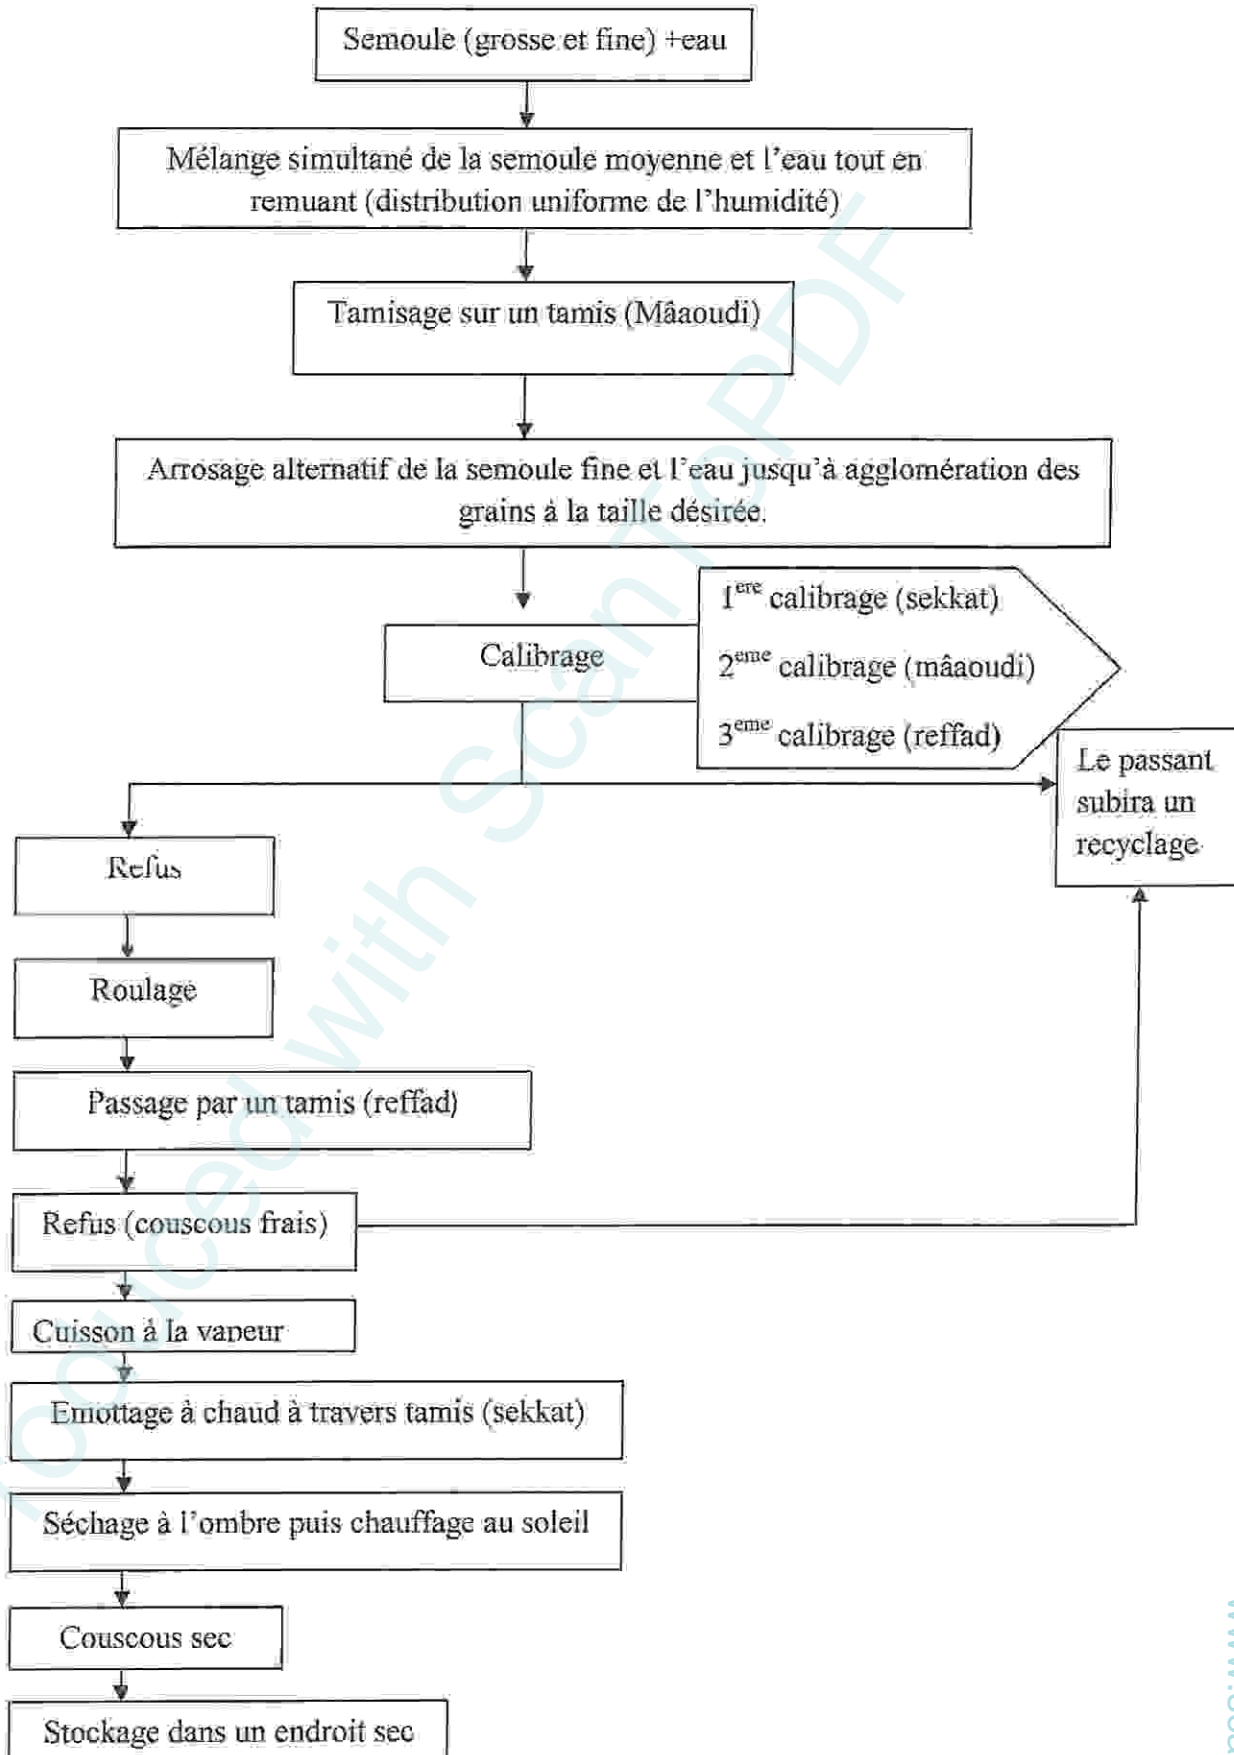 Semoule (grosse et fine) +eau
Mélange simultané de la semoule moyenne et l'eau tout en
remuant (distribution uniforme de l'humidité)
Tamisage sur un tamis (Mâaoudi)
Arrosage alternatif de la semoule fine et l'eau jusqu'à agglomération des
grains à la taille désirée.
Calibrage
1ere calibrage (sekkat)
2eme calibrage (mâaoudi)
3eme calibrage (reffad)
Le passant
subira un
recyclage
Refus
Roulage
Passage par un tamis (reffad)
Refus (couscous frais)
Cuisson à la vapeur
Emottage à chaud à travers tamis (sekkat)
Séchage à l'ombre puis chauffage au soleil
Couscous sec
Stockage dans un endroit sec
with ScanToPDF